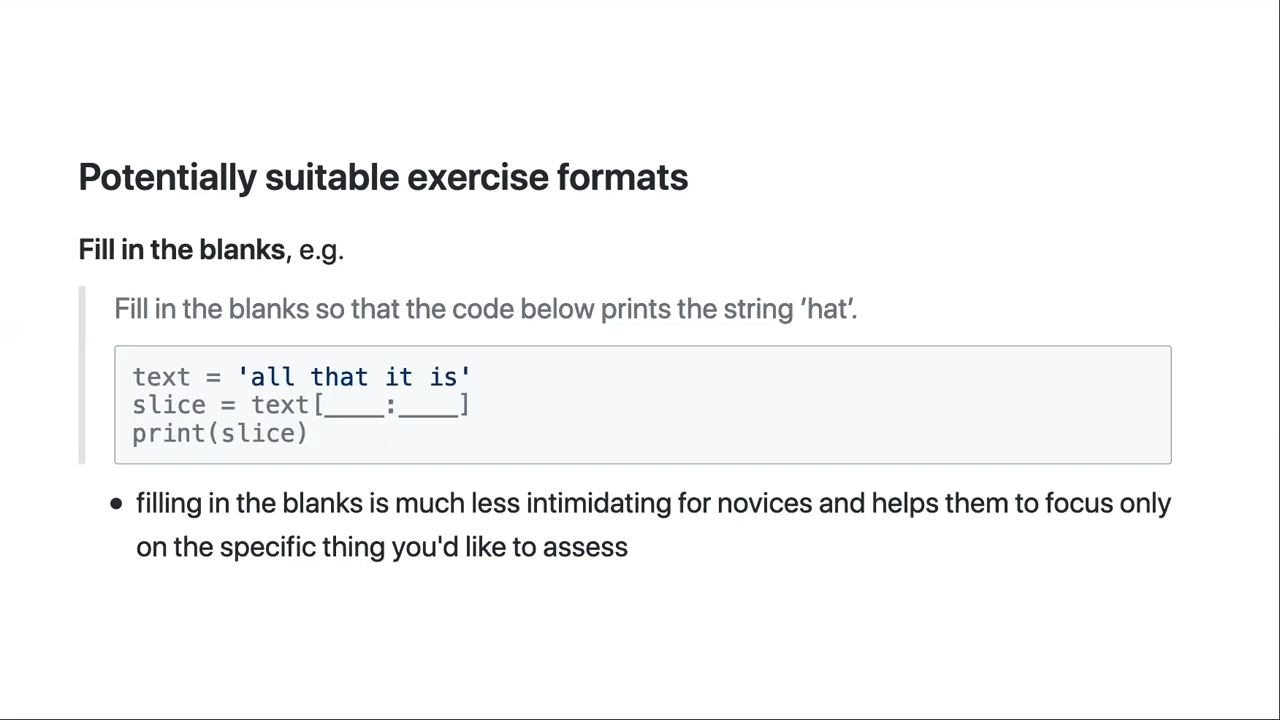 Potentially suitable exercise formats
Fill in the blanks, e.g.
Fill in the blanks so that the code below prints the string ‘hat’.
text = 'all that it is'
slice = text[____:____]
print(slice)
• filling in the blanks is much less intimidating for novices and helps them to focus only
on the specific thing you'd like to assess